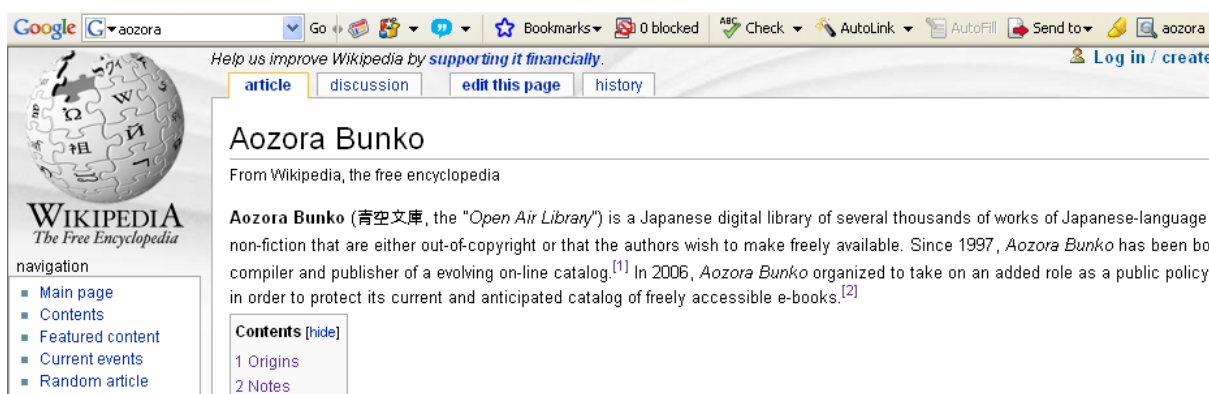 Google G aozora Go Bookmarks 0 blocked ABC Check AutoLink AutoFill Send to aozora
Help us improve Wikipedia by supporting it financially. Log in / create
article discussion edit this page history
Aozora Bunko
From Wikipedia, the free encyclopedia
Aozora Bunko (青空文庫, the "Open Air Library") is a Japanese digital library of several thousands of works of Japanese-language
non-fiction that are either out-of-copyright or that the authors wish to make freely available. Since 1997, Aozora Bunko has been bo
compiler and publisher of a evolving on-line catalog.[1] In 2006, Aozora Bunko organized to take on an added role as a public policy
in order to protect its current and anticipated catalog of freely accessible e-books.[2]
Contents [hide]
1 Origins
2 Notes
Ω W И 祖
WIKIPEDIA
The Free Encyclopedia
navigation
Main page
Contents
Featured content
Current events
Random article